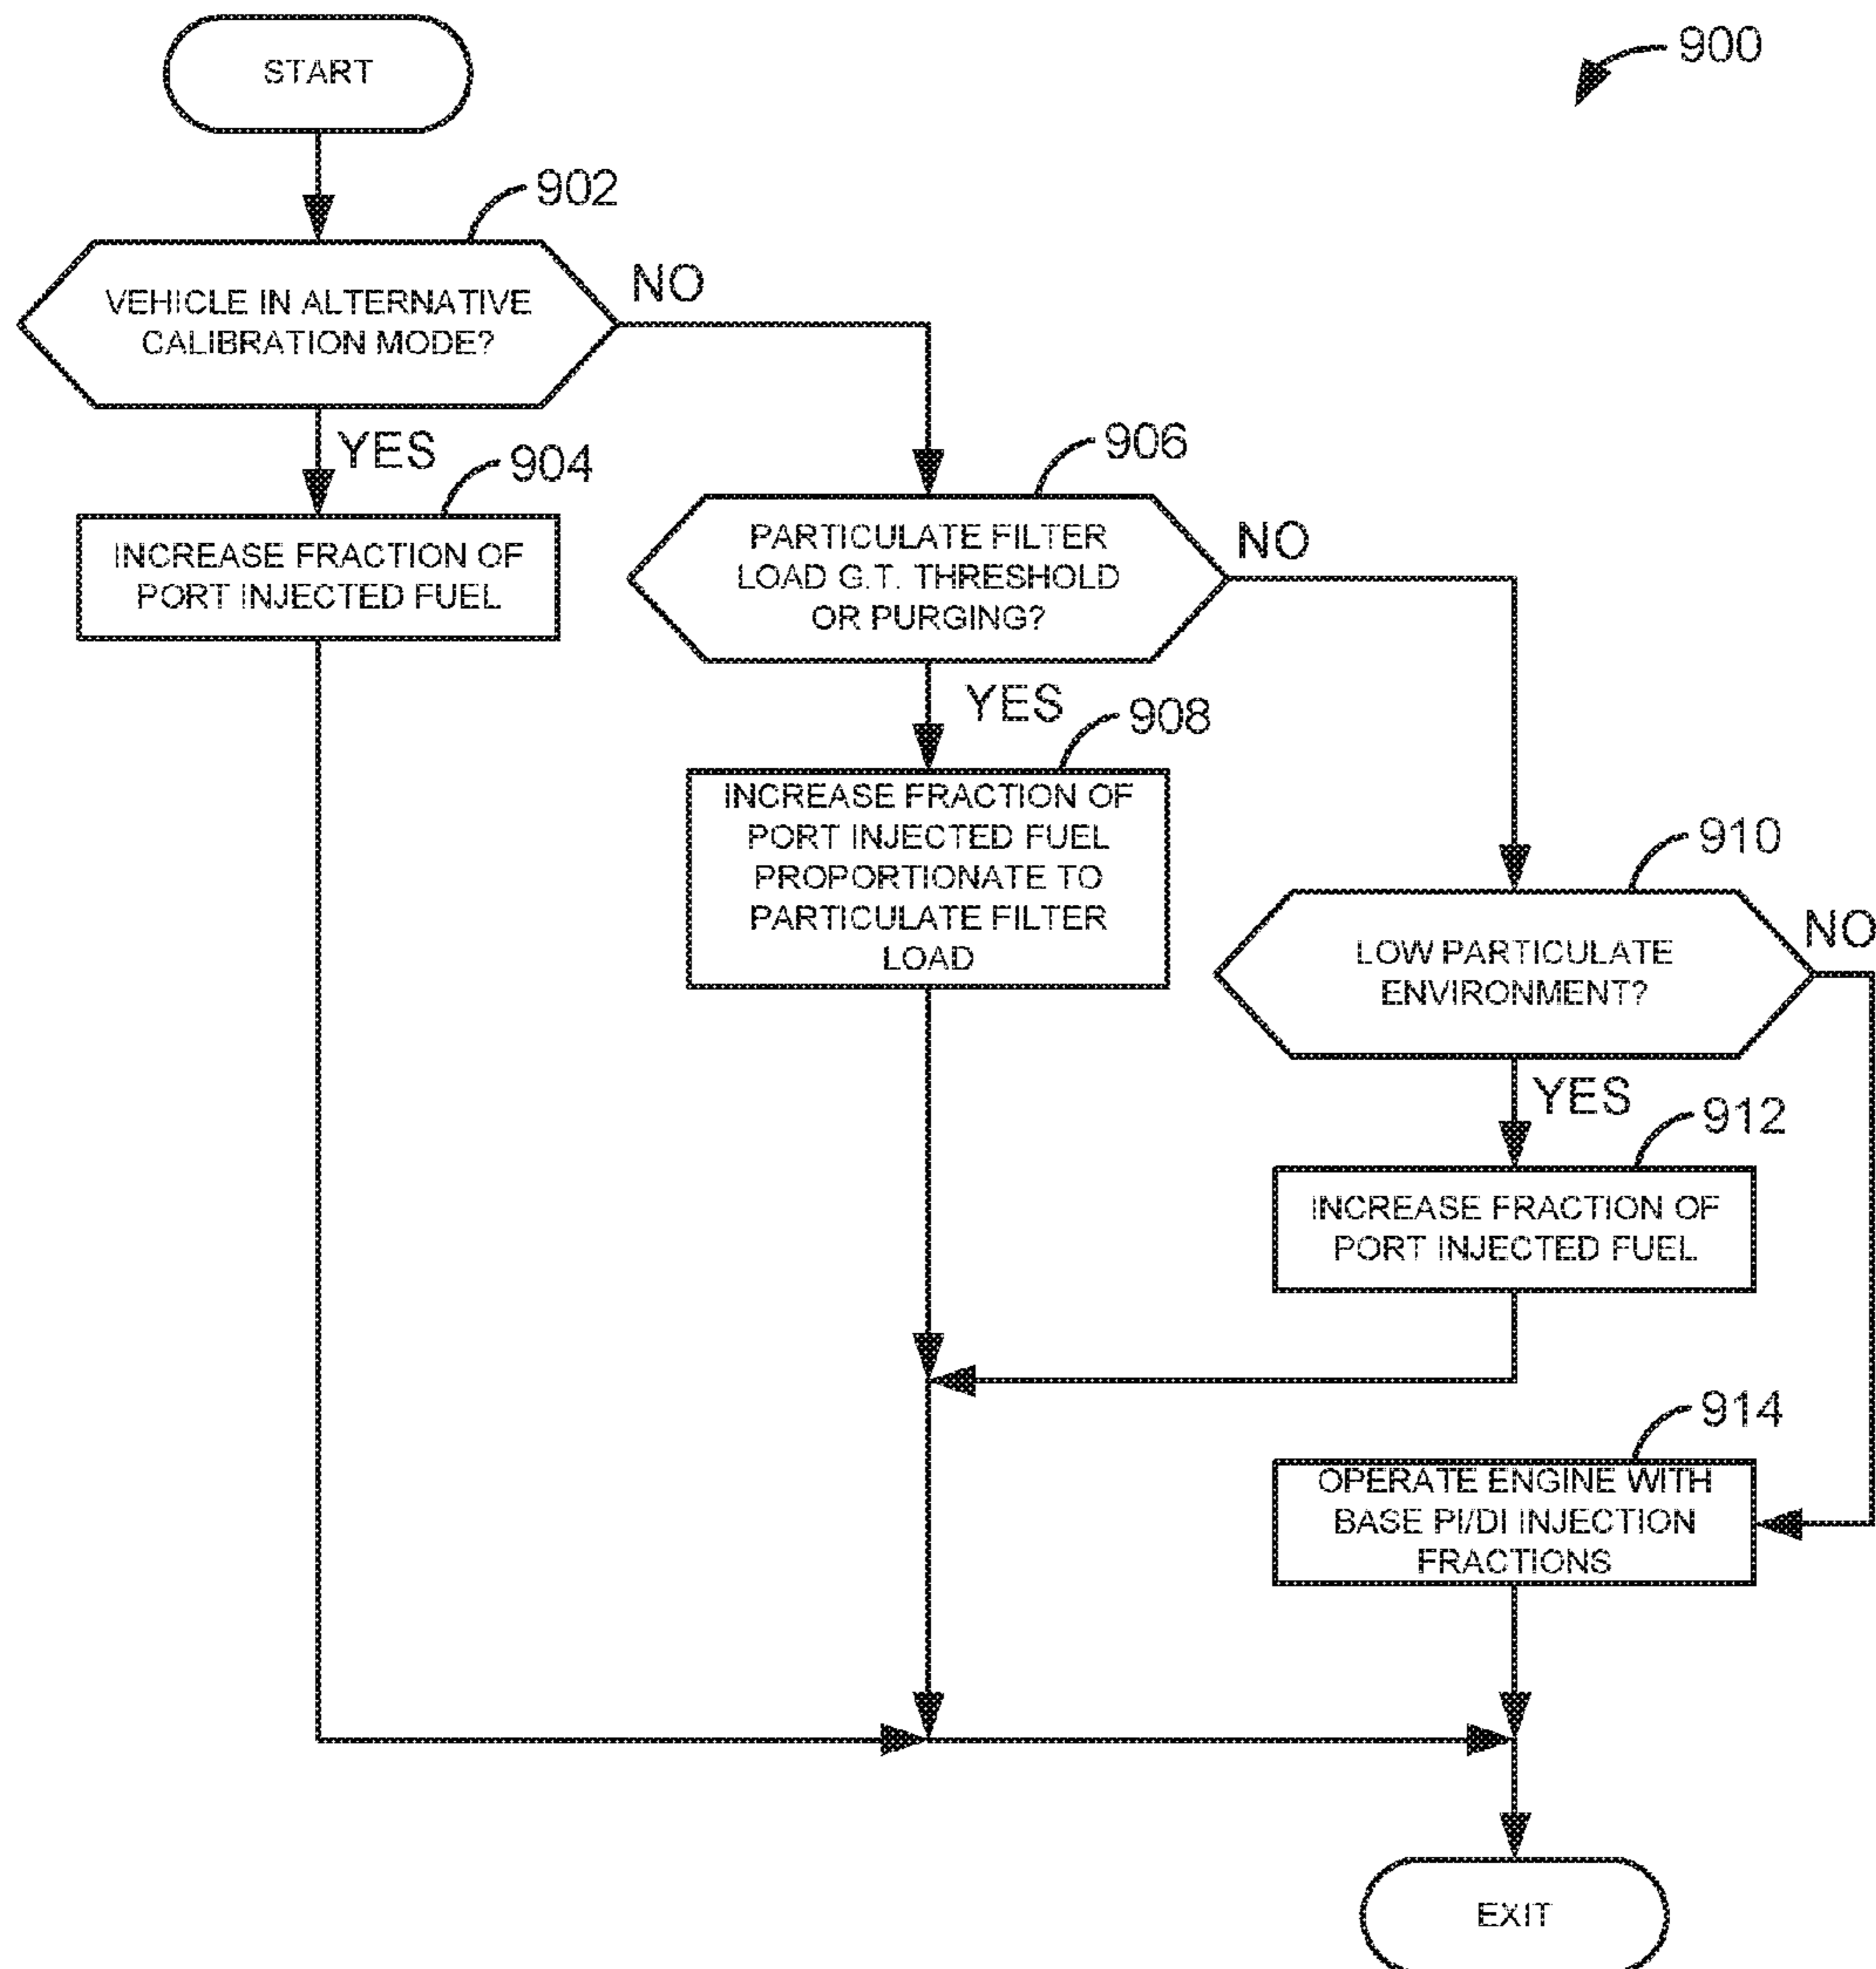 START
900
902
VEHICLE IN ALTERNATIVE
CALIBRATION MODE?
NO
YES
904
INCREASE FRACTION OF
PORT INJECTED FUEL
906
PARTICULATE FILTER
LOAD G.T. THRESHOLD
OR PURGING?
NO
YES
908
INCREASE FRACTION OF
PORT INJECTED FUEL
PROPORTIONATE TO
PARTICULATE FILTER
LOAD
910
LOW PARTICULATE
ENVIRONMENT?
NO
YES
912
INCREASE FRACTION OF
PORT INJECTED FUEL
914
OPERATE ENGINE WITH
BASE PI/DI INJECTION
FRACTIONS
EXIT